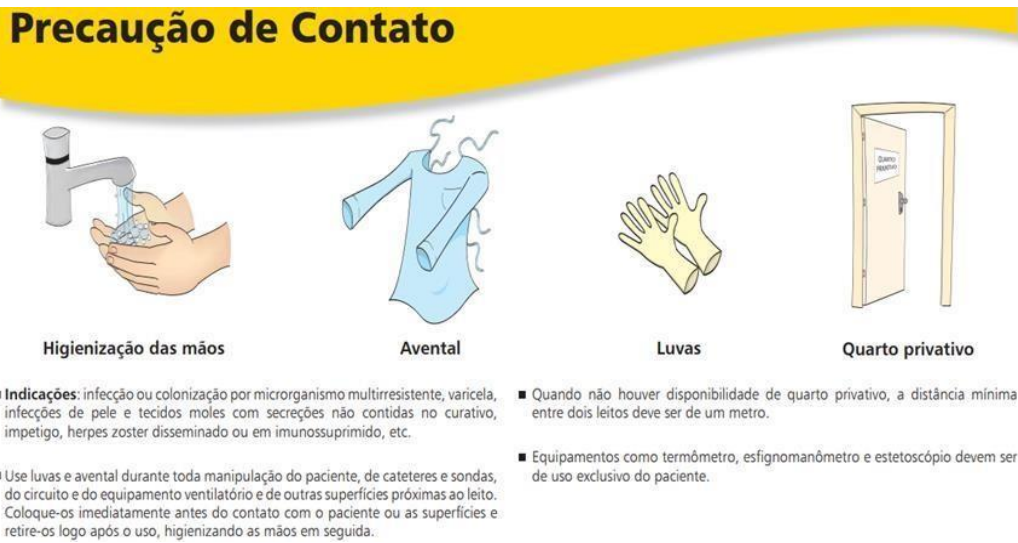 Precaução de Contato
QUARTO
PRIVATIVO
Higienização das mãos
Avental
Luvas
Quarto privativo
Indicações: infecção ou colonização por microrganismo multirresistente, varicela,
infecções de pele e tecidos moles com secreções não contidas no curativo,
impetigo, herpes zoster disseminado ou em imunossuprimido, etc.
Use luvas e avental durante toda manipulação do paciente, de cateteres e sondas,
do circuito e do equipamento ventilatório e de outras superfícies próximas ao leito.
Coloque-os imediatamente antes do contato com o paciente ou as superfícies e
retire-os logo após o uso, higienizando as mãos em seguida.
■ Quando não houver disponibilidade de quarto privativo, a distância mínima
entre dois leitos deve ser de um metro.
■ Equipamentos como termômetro, esfignomanômetro e estetoscópio devem ser
de uso exclusivo do paciente.